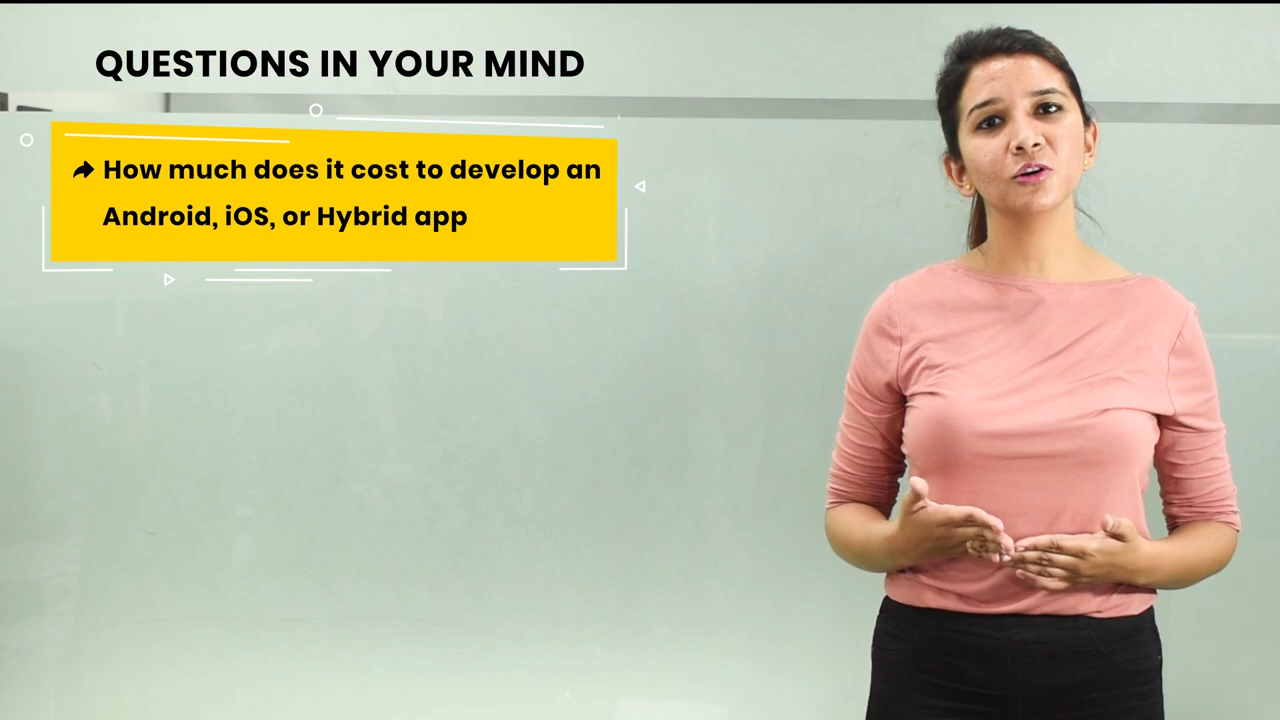 QUESTIONS IN YOUR MIND
How much does it cost to develop an
Android, iOS, or Hybrid app